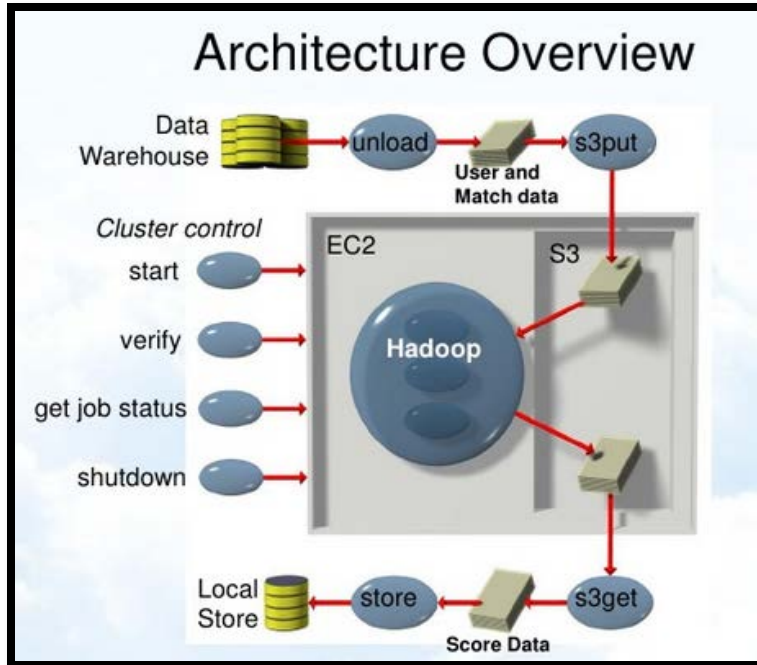 Architecture Overview
Data
Warehouse
unload
User and
Match data
s3put
Cluster control
start
verify
get job status
shutdown
EC2
S3
Hadoop
Local
Store
store
Score Data
s3get